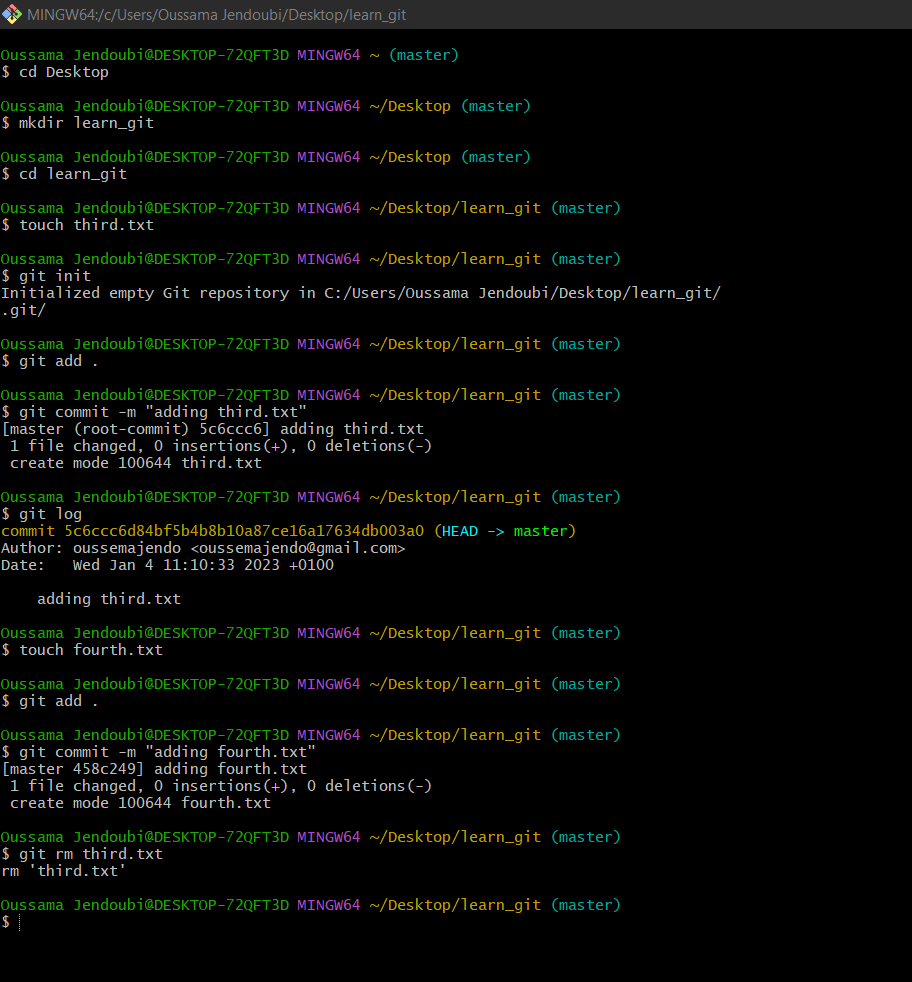 MINGW64:/c/Users/Oussama Jendoubi/Desktop/learn_git
Oussama Jendoubi@DESKTOP-72QFT3D MINGW64 ~ (master)
$ cd Desktop
Oussama Jendoubi@DESKTOP-72QFT3D MINGW64 ~/Desktop (master)
$ mkdir learn_git
Oussama Jendoubi@DESKTOP-72QFT3D MINGW64 ~/Desktop (master)
$ cd learn_git
Oussama Jendoubi@DESKTOP-72QFT3D MINGW64 ~/Desktop/learn_git (master)
$ touch third.txt
Oussama Jendoubi@DESKTOP-72QFT3D MINGW64 ~/Desktop/learn_git (master)
$ git init
Initialized empty Git repository in C:/Users/Oussama Jendoubi/Desktop/learn_git/
.git/
Oussama Jendoubi@DESKTOP-72QFT3D MINGW64 ~/Desktop/learn_git (master)
$ git add .
Oussama Jendoubi@DESKTOP-72QFT3D MINGW64 ~/Desktop/learn_git (master)
$ git commit -m "adding third.txt"
[master (root-commit) 5c6ccc6] adding third.txt
 1 file changed, 0 insertions(+), 0 deletions(-)
 create mode 100644 third.txt
Oussama Jendoubi@DESKTOP-72QFT3D MINGW64 ~/Desktop/learn_git (master)
$ git log
commit 5c6ccc6d84bf5b4b8b10a87ce16a17634db003a0 (HEAD -> master)
Author: oussemajendo <oussemajendo@gmail.com>
Date:   Wed Jan 4 11:10:33 2023 +0100
    adding third.txt
Oussama Jendoubi@DESKTOP-72QFT3D MINGW64 ~/Desktop/learn_git (master)
$ touch fourth.txt
Oussama Jendoubi@DESKTOP-72QFT3D MINGW64 ~/Desktop/learn_git (master)
$ git add .
Oussama Jendoubi@DESKTOP-72QFT3D MINGW64 ~/Desktop/learn_git (master)
$ git commit -m "adding fourth.txt"
[master 458c249] adding fourth.txt
 1 file changed, 0 insertions(+), 0 deletions(-)
 create mode 100644 fourth.txt
Oussama Jendoubi@DESKTOP-72QFT3D MINGW64 ~/Desktop/learn_git (master)
$ git rm third.txt
rm 'third.txt'
Oussama Jendoubi@DESKTOP-72QFT3D MINGW64 ~/Desktop/learn_git (master)
$